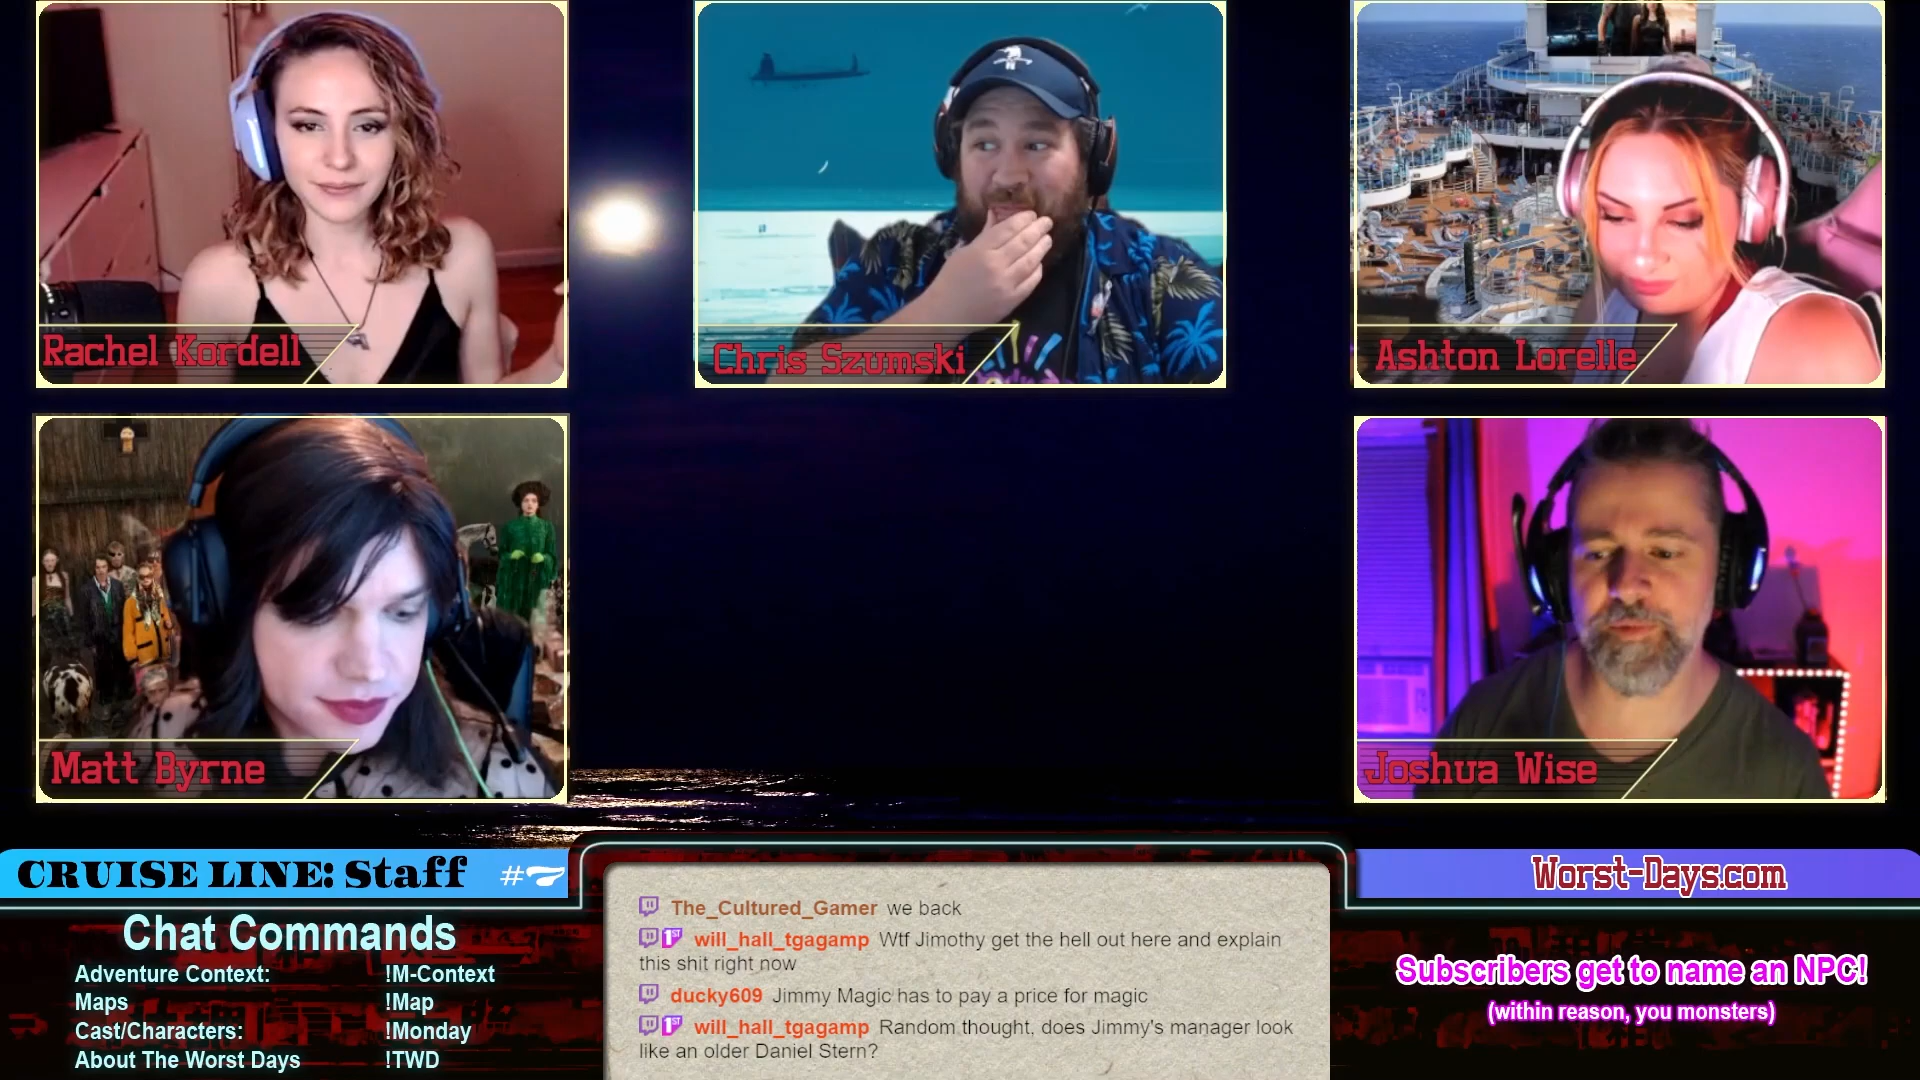 Rachel Kordell
Chris Szumski
Ashton Lorelle
Matt Byrne
Joshua Wise
CRUISE LINE: Staff #7
Worst-Days.com
Chat Commands
Adventure Context: !M-Context
Maps !Map
Cast/Characters: !Monday
About The Worst Days !TWD
The_Cultured_Gamer we back
1ST will_hall_tgagamp Wtf Jimothy get the hell out here and explain
this shit right now
ducky609 Jimmy Magic has to pay a price for magic
1ST will_hall_tgagamp Random thought, does Jimmy's manager look
like an older Daniel Stern?
Subscribers get to name an NPC!
(within reason, you monsters)